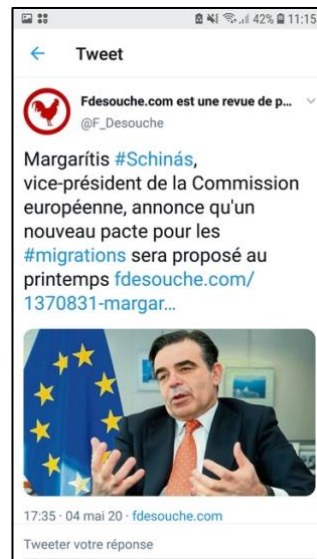 42% 11:15
Tweet
Fdesouche.com est une revue de p...
@F_Desouche
Margarítis #Schinás,
vice-président de la Commission
européenne, annonce qu'un
nouveau pacte pour les
#migrations sera proposé au
printemps fdesouche.com/
1370831-margar...
17:35 · 04 mai 20 · fdesouche.com
Tweeter votre réponse